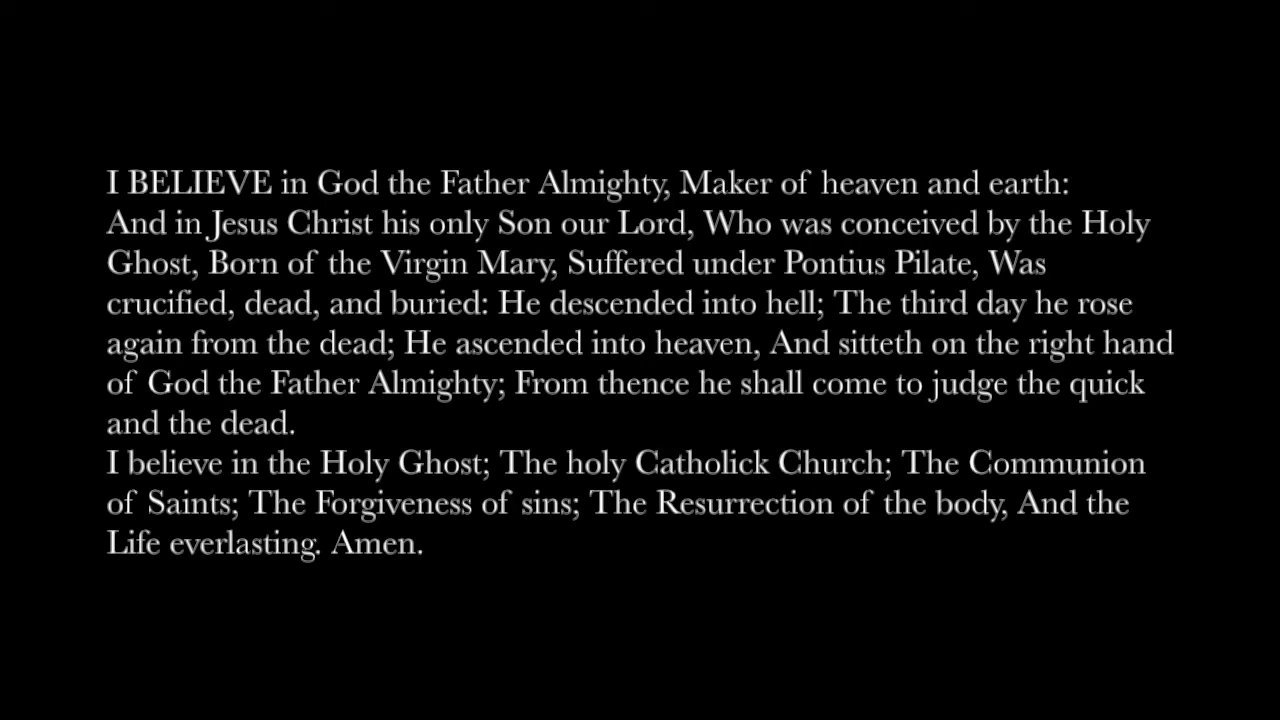 I BELIEVE in God the Father Almighty, Maker of heaven and earth:
And in Jesus Christ his only Son our Lord, Who was conceived by the Holy
Ghost, Born of the Virgin Mary, Suffered under Pontius Pilate, Was
crucified, dead, and buried: He descended into hell; The third day he rose
again from the dead; He ascended into heaven, And sitteth on the right hand
of God the Father Almighty; From thence he shall come to judge the quick
and the dead.
I believe in the Holy Ghost; The holy Catholick Church; The Communion
of Saints; The Forgiveness of sins; The Resurrection of the body, And the
Life everlasting. Amen.